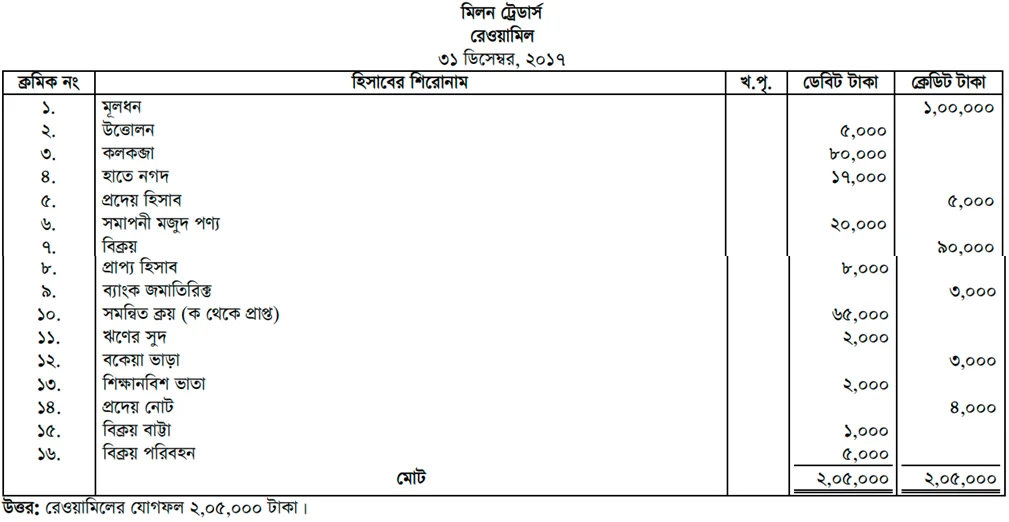 মিলন ট্রেডার্স
রেওয়ামিল
৩১ ডিসেম্বর, ২০১৭
ক্রমিক নং হিসাবের শিরোনাম খ.পৃ. ডেবিট টাকা ক্রেডিট টাকা
১. মূলধন ১,০০,০০০
২. উত্তোলন ৫,০০০
৩. কলকব্জা ৮০,০০০
৪. হাতে নগদ ১৭,০০০
৫. প্রদেয় হিসাব ৫,০০০
৬. সমাপনী মজুদ পণ্য ২০,০০০
৭. বিক্রয় ৯০,০০০
৮. প্রাপ্য হিসাব ৮,০০০
৯. ব্যাংক জমাতিরিক্ত ৩,০০০
১০. সমন্বিত ক্রয় (ক থেকে প্রাপ্ত) ৬৫,০০০
১১. ঋণের সুদ ২,০০০
১২. বকেয়া ভাড়া ৩,০০০
১৩. শিক্ষানবিশ ভাতা ২,০০০
১৪. প্রদেয় নোট ৪,০০০
১৫. বিক্রয় বাট্টা ১,০০০
১৬. বিক্রয় পরিবহন ৫,০০০
মোট ২,০৫,০০০ ২,০৫,০০০
উত্তর: রেওয়ামিলের যোগফল ২,০৫,০০০ টাকা।